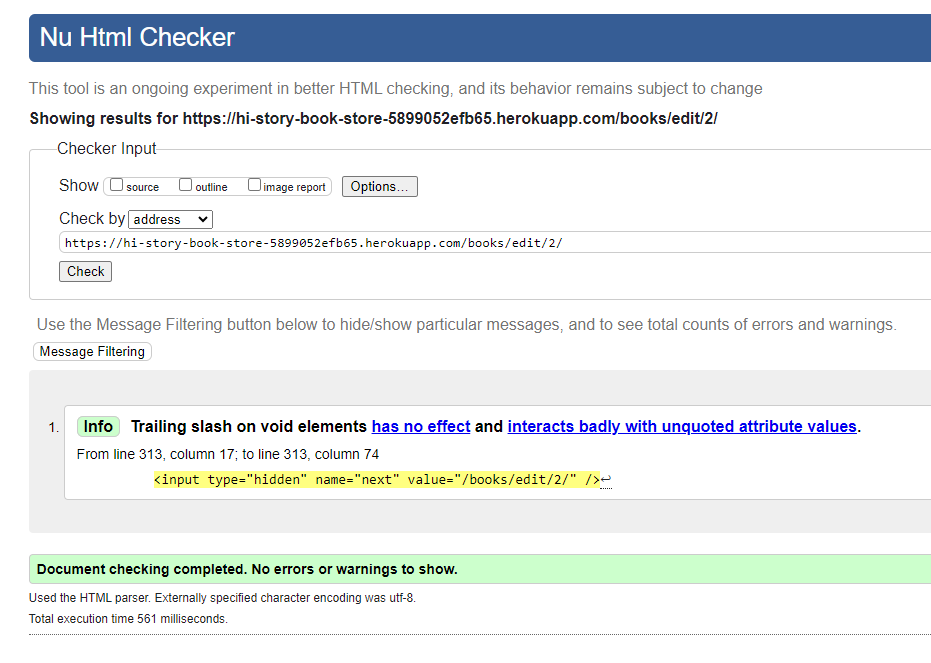 Nu Html Checker
This tool is an ongoing experiment in better HTML checking, and its behavior remains subject to change
Showing results for https://hi-story-book-store-5899052efb65.herokuapp.com/books/edit/2/
Checker Input
Show source outline image report Options...
Check by address
https://hi-story-book-store-5899052efb65.herokuapp.com/books/edit/2/
Check
Use the Message Filtering button below to hide/show particular messages, and to see total counts of errors and warnings.
Message Filtering
1. Info Trailing slash on void elements has no effect and interacts badly with unquoted attribute values.
From line 313, column 17; to line 313, column 74
<input type="hidden" name="next" value="/books/edit/2/" />↩
Document checking completed. No errors or warnings to show.
Used the HTML parser. Externally specified character encoding was utf-8.
Total execution time 561 milliseconds.